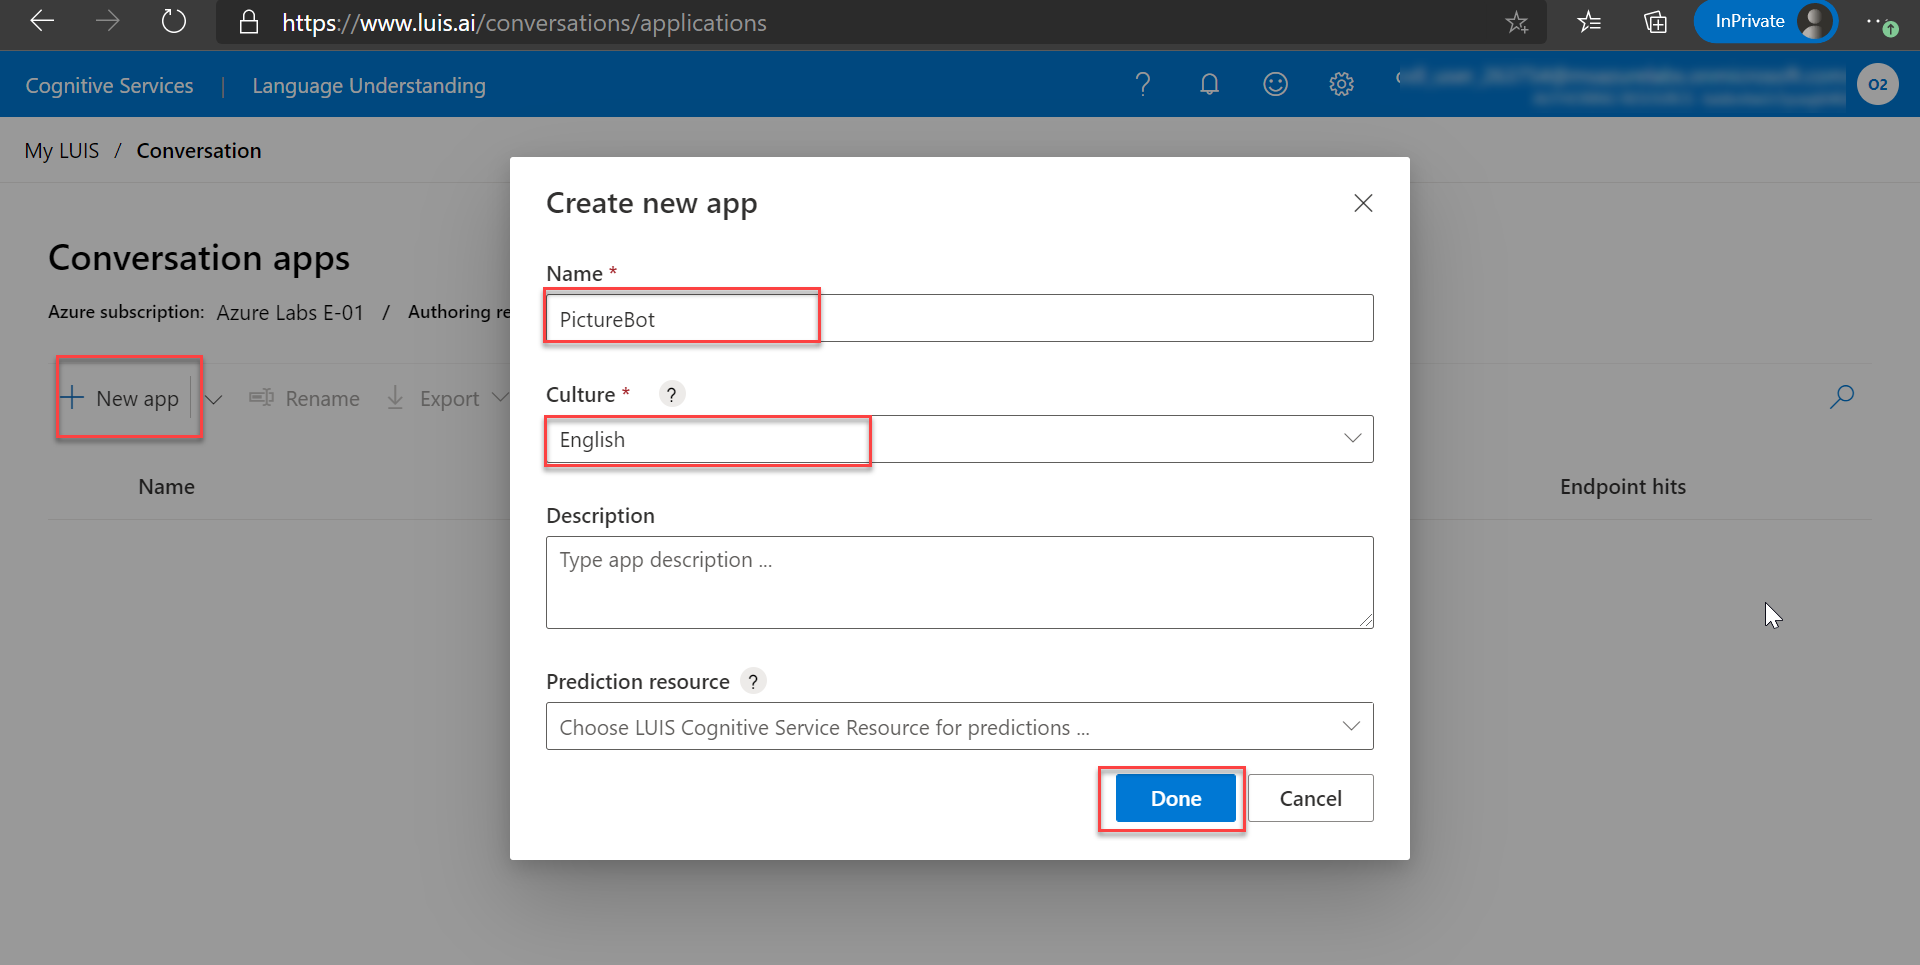 https://www.luis.ai/conversations/applications
InPrivate
Cognitive Services | Language Understanding
?
O2
My LUIS / Conversation
Conversation apps
Azure subscription: Azure Labs E-01 / Authoring re
New app
Rename
Export
Name
Endpoint hits
Create new app
Name *
PictureBot
Culture * ?
English
Description
Type app description ...
Prediction resource ?
Choose LUIS Cognitive Service Resource for predictions ...
Done
Cancel